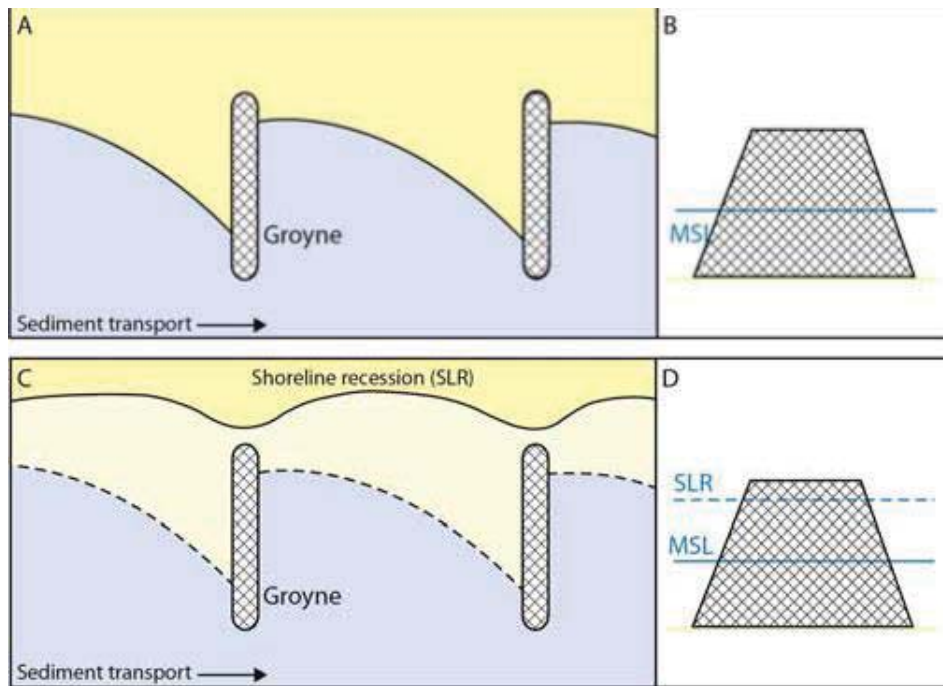 A
Groyne
Sediment transport
B
MSL
C
Shoreline recession (SLR)
Groyne
Sediment transport
D
SLR
MSL